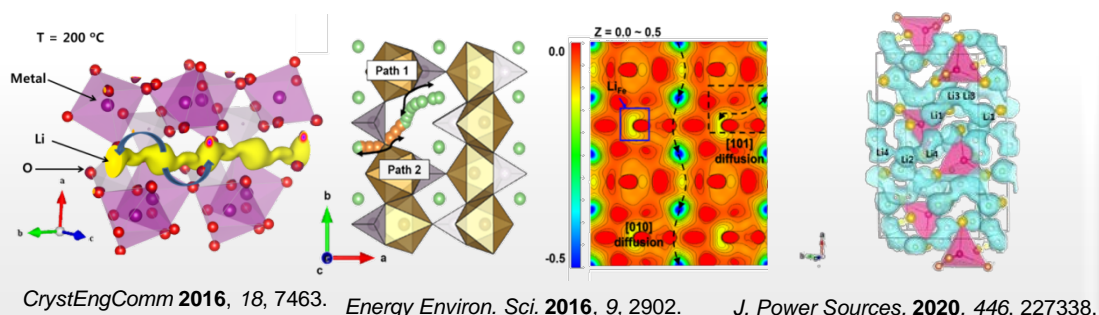 T = 200 ºC
Metal
Li
O
a
b
c
Path 1
Path 2
b
c
a
Z = 0.0 ~ 0.5
0.0
-0.5
LiFe
[101]
diffusion
[010]
diffusion
Li3 Li3
Li1
Li1
Li4
Li2
Li4
a
b
CrystEngComm 2016, 18, 7463.
Energy Environ. Sci. 2016, 9, 2902.
J. Power Sources, 2020, 446, 227338.